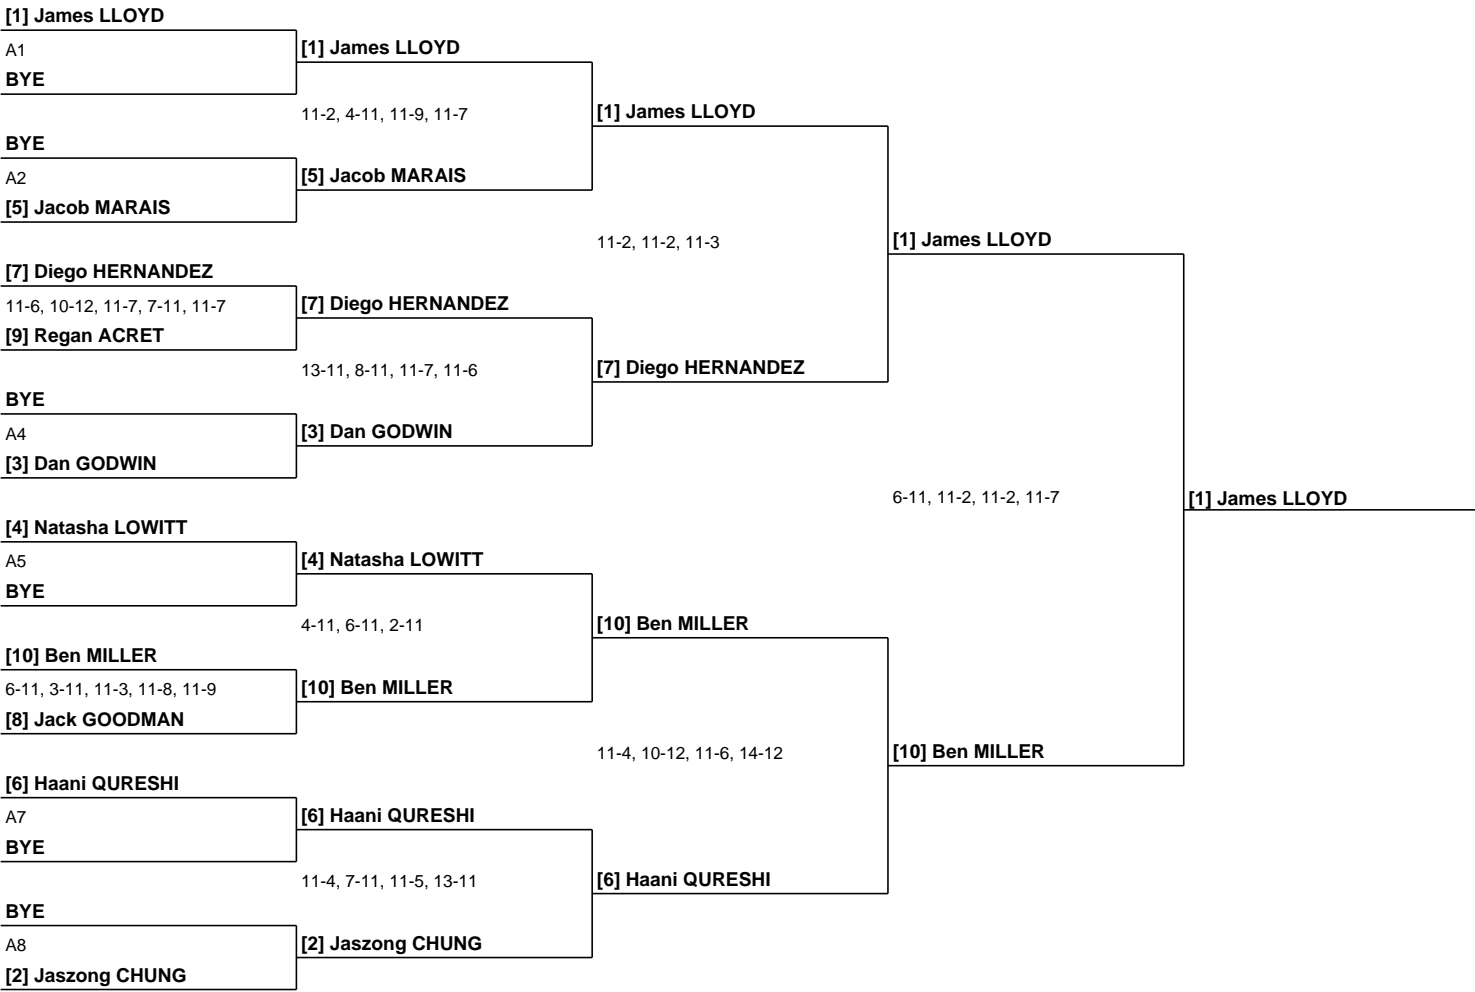 [1] James LLOYD
A1
BYE
BYE
A2
[5] Jacob MARAIS
[7] Diego HERNANDEZ
11-6, 10-12, 11-7, 7-11, 11-7
[9] Regan ACRET
BYE
A4
[3] Dan GODWIN
[4] Natasha LOWITT
A5
BYE
[10] Ben MILLER
6-11, 3-11, 11-3, 11-8, 11-9
[8] Jack GOODMAN
[6] Haani QURESHI
A7
BYE
BYE
A8
[2] Jaszong CHUNG
[1] James LLOYD
11-2, 4-11, 11-9, 11-7
[5] Jacob MARAIS
[7] Diego HERNANDEZ
13-11, 8-11, 11-7, 11-6
[3] Dan GODWIN
[4] Natasha LOWITT
4-11, 6-11, 2-11
[10] Ben MILLER
[6] Haani QURESHI
11-4, 7-11, 11-5, 13-11
[2] Jaszong CHUNG
[1] James LLOYD
11-2, 11-2, 11-3
[7] Diego HERNANDEZ
[10] Ben MILLER
11-4, 10-12, 11-6, 14-12
[6] Haani QURESHI
[1] James LLOYD
6-11, 11-2, 11-2, 11-7
[10] Ben MILLER
[1] James LLOYD